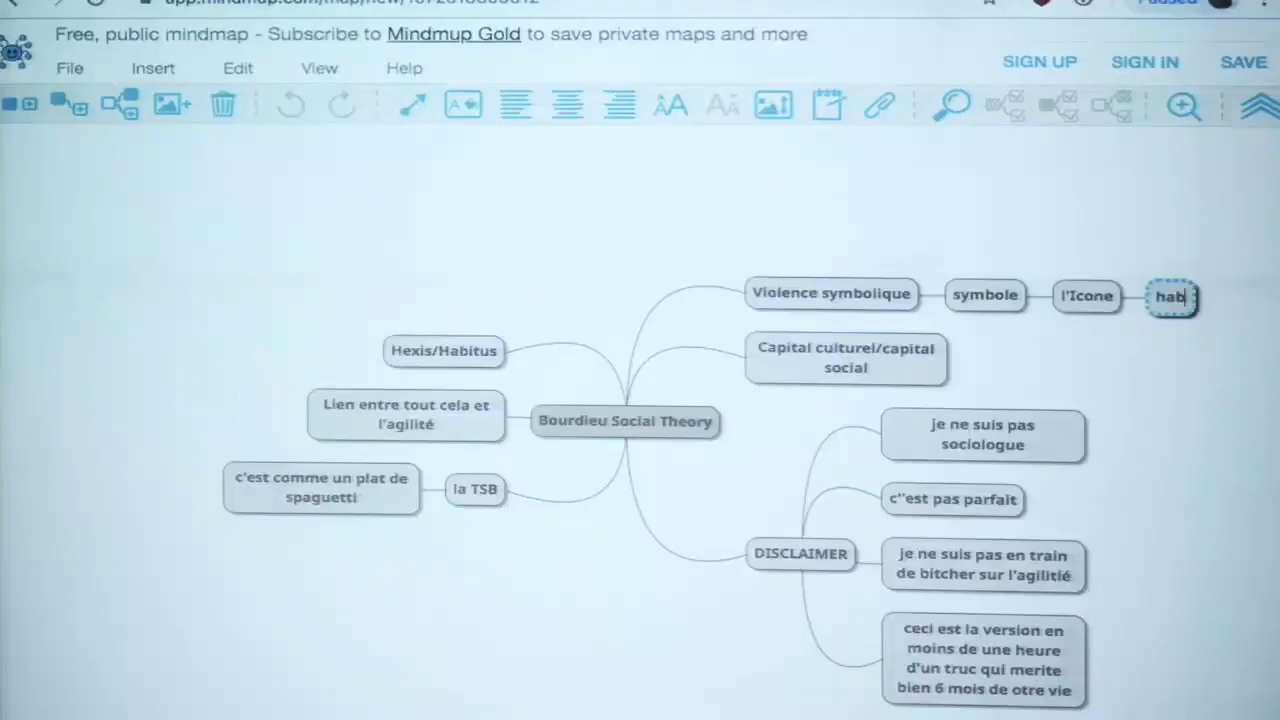 Free, public mindmap - Subscribe to Mindmup Gold to save private maps and more
File Insert Edit View Help
SIGN UP SIGN IN SAVE
Violence symbolique
symbole
l'Icone
hab
Hexis/Habitus
Capital culturel/capital
social
Lien entre tout cela et
l'agilité
Bourdieu Social Theory
je ne suis pas
sociologue
c'est comme un plat de
spaguetti
la TSB
c''est pas parfait
DISCLAIMER
je ne suis pas en train
de bitcher sur l'agilitié
ceci est la version en
moins de une heure
d'un truc qui merite
bien 6 mois de otre vie